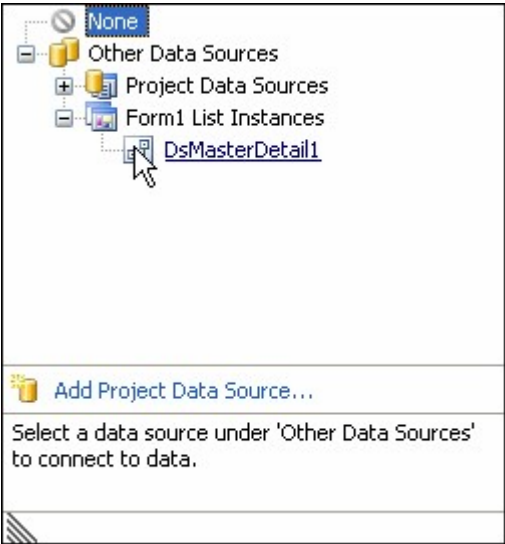 None
Other Data Sources
Project Data Sources
Form1 List Instances
DsMasterDetail1
Add Project Data Source...
Select a data source under 'Other Data Sources'
to connect to data.